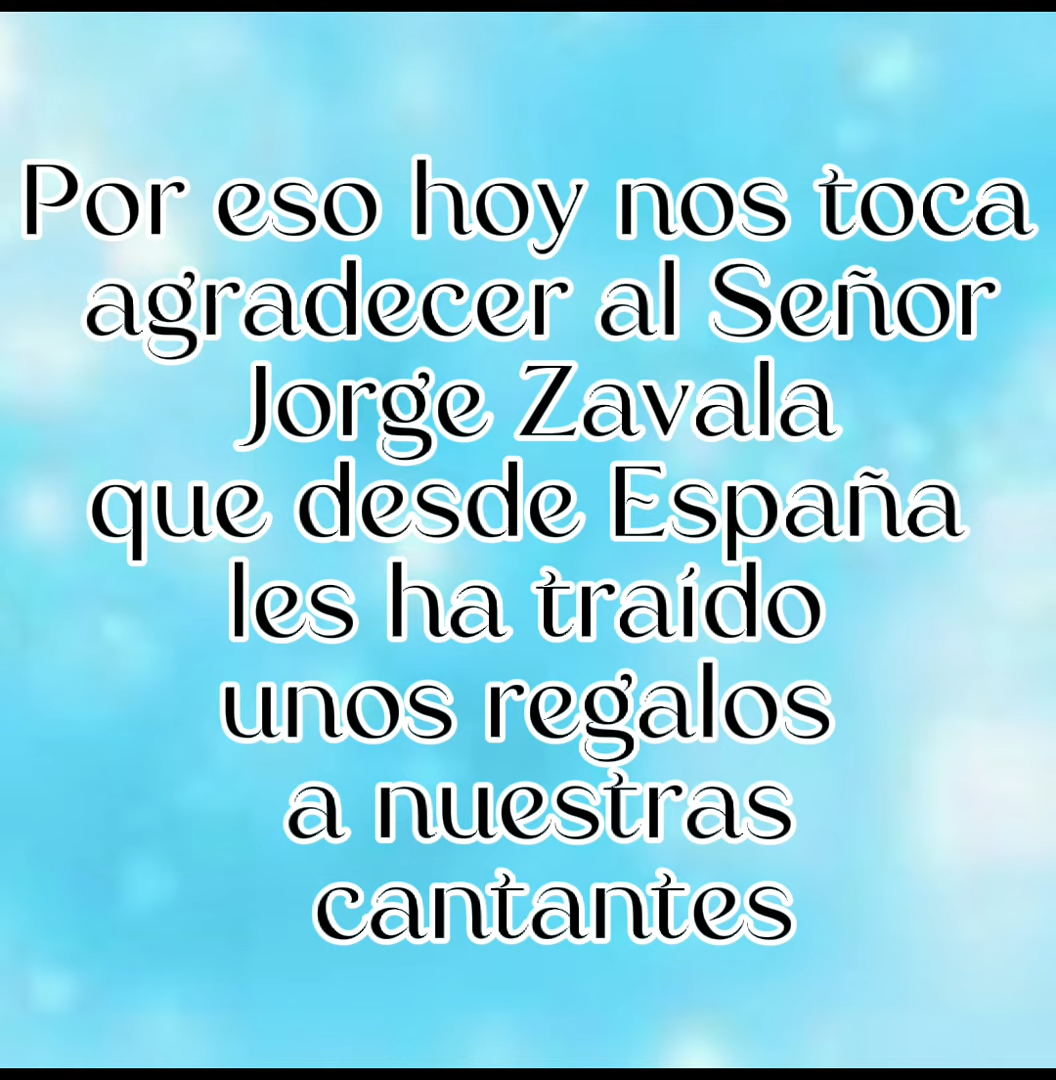 Por eso hoy nos toca
agradecer al Señor
Jorge Zavala
que desde España
les ha traído
unos regalos
a nuestras
cantantes